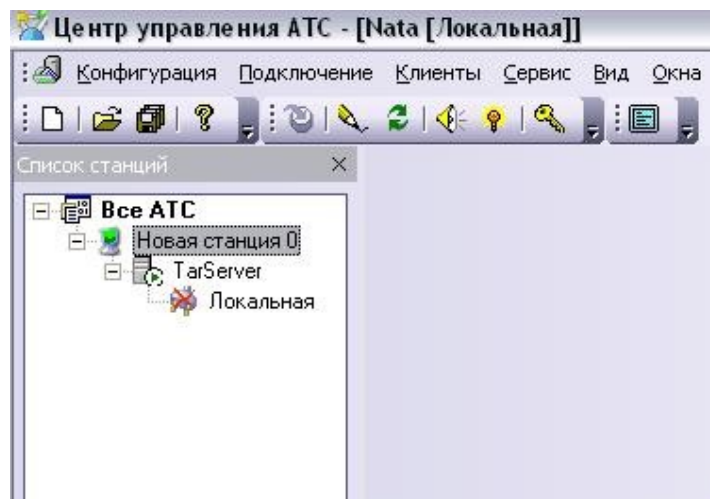 Центр управления АТС - [Nata [Локальная]]
Конфигурация Подключение Клиенты Сервис Вид Окна
Список станций
Все АТС
Новая станция 0
TarServer
Локальная